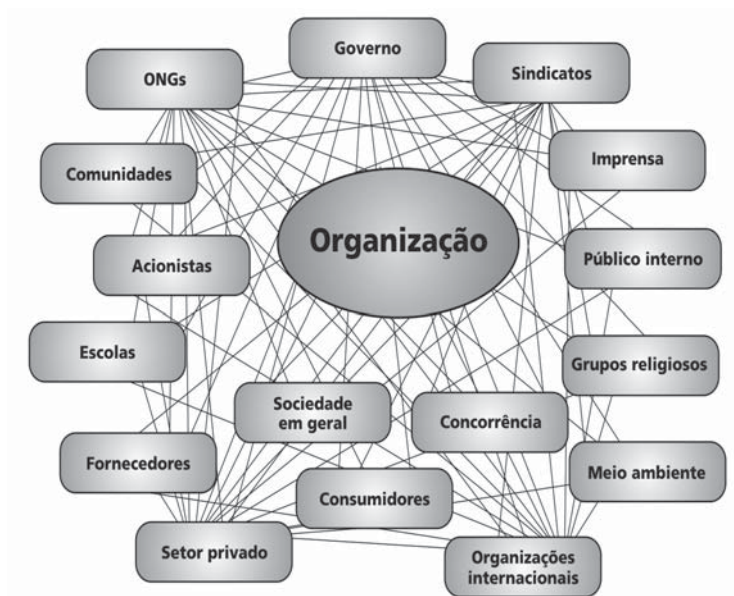 Governo
ONGs
Sindicatos
Comunidades
Imprensa
Organização
Acionistas
Público interno
Escolas
Grupos religiosos
Sociedade
em geral
Concorrência
Fornecedores
Meio ambiente
Consumidores
Setor privado
Organizações
internacionais